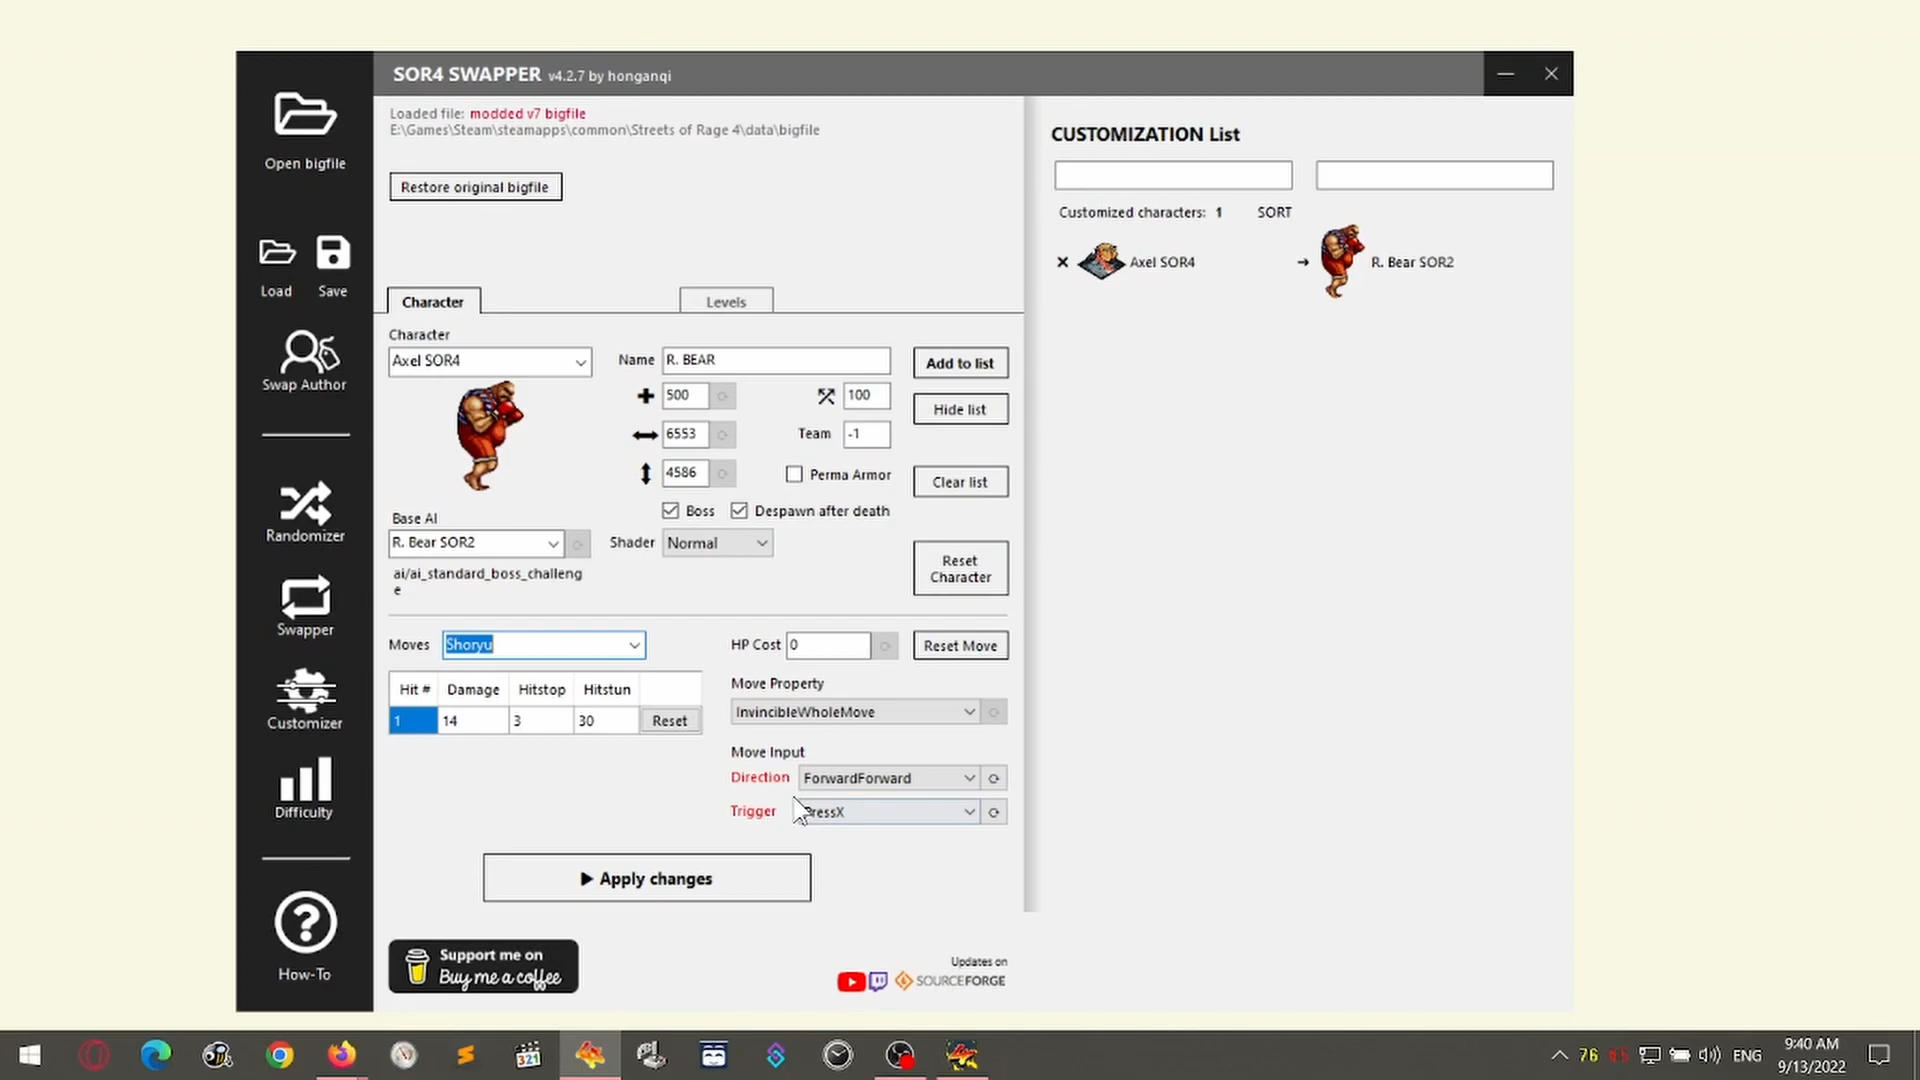 SOR4 SWAPPER v4.2.7 by honganqi
Open bigfile
Load
Save
Swap Author
Randomizer
Swapper
Customizer
Difficulty
How-To
Loaded file: modded v7 bigfile
E:\Games\Steam\steamapps\common\Streets of Rage 4\data\bigfile
Restore original bigfile
Character
Levels
Character
Axel SOR4
Name R. BEAR
Add to list
500
100
Hide list
6553
Team -1
4586
Perma Armor
Clear list
Boss
Despawn after death
Base AI
R. Bear SOR2
Shader Normal
Reset
Character
ai/ai_standard_boss_challeng
e
Moves Shoryu
HP Cost 0
Reset Move
Hit # Damage Hitstop Hitstun
1 14 3 30 Reset
Move Property
InvincibleWholeMove
Move Input
Direction ForwardForward
Trigger PressX
Apply changes
Support me on
Buy me a coffee
Updates on
SOURCEFORGE
CUSTOMIZATION List
Customized characters: 1 SORT
Axel SOR4
R. Bear SOR2
321
76
ENG
9:40 AM
9/13/2022